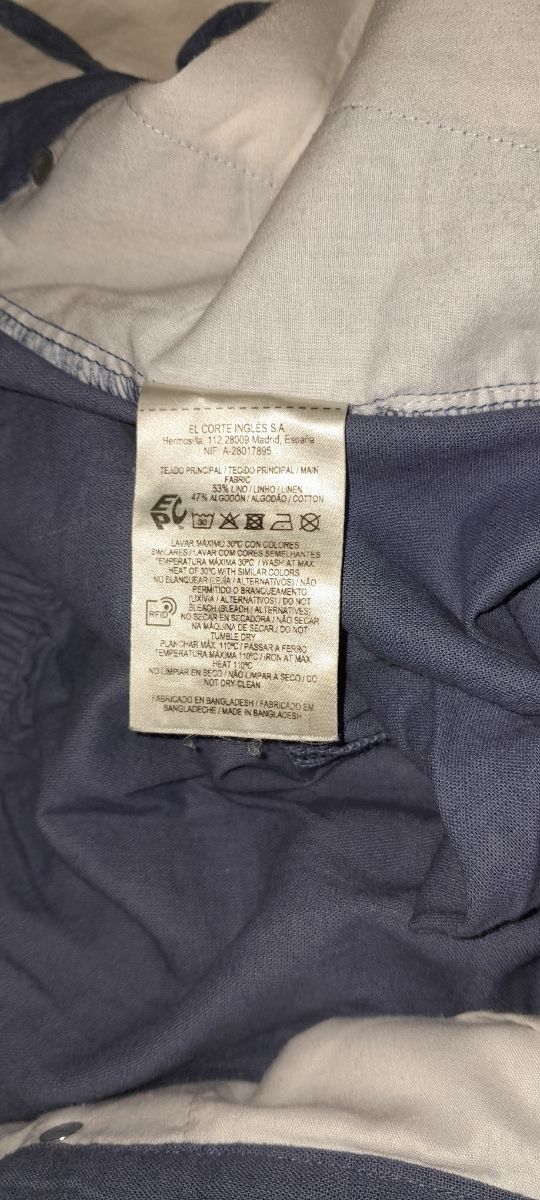 EL CORTE INGLÉS S.A.
Hermosilla, 112 28009 Madrid, España
NIF: A-28017895
TEJIDO PRINCIPAL / TECIDO PRINCIPAL / MAIN
FABRIC
53% LINO / LINHO / LINEN
47% ALGODÓN / ALGODÃO / COTTON
30
LAVAR MÁXIMO 30ºC CON COLORES
SIMILARES / LAVAR COM CORES SEMELHANTES
TEMPERATURA MÁXIMA 30ºC / WASH AT MAX.
HEAT OF 30ºC WITH SIMILAR COLORS
NO BLANQUEAR (LEJÍA / ALTERNATIVOS) / NÃO
PERMITIDO O BRANQUEAMENTO
(LIXÍVIA / ALTERNATIVOS) / DO NOT
BLEACH (BLEACH / ALTERNATIVES)
RFID
NO SECAR EN SECADORA / NÃO SECAR
NA MÁQUINA DE SECAR / DO NOT
TUMBLE DRY
PLANCHAR MÁX. 110ºC / PASSAR A FERRO
TEMPERATURA MÁXIMA 110ºC / IRON AT MAX.
HEAT 110ºC
NO LIMPIAR EN SECO / NÃO LIMPAR A SECO / DO
NOT DRY CLEAN
FABRICADO EN BANGLADESH / FABRICADO EM
BANGLADECHE / MADE IN BANGLADESH